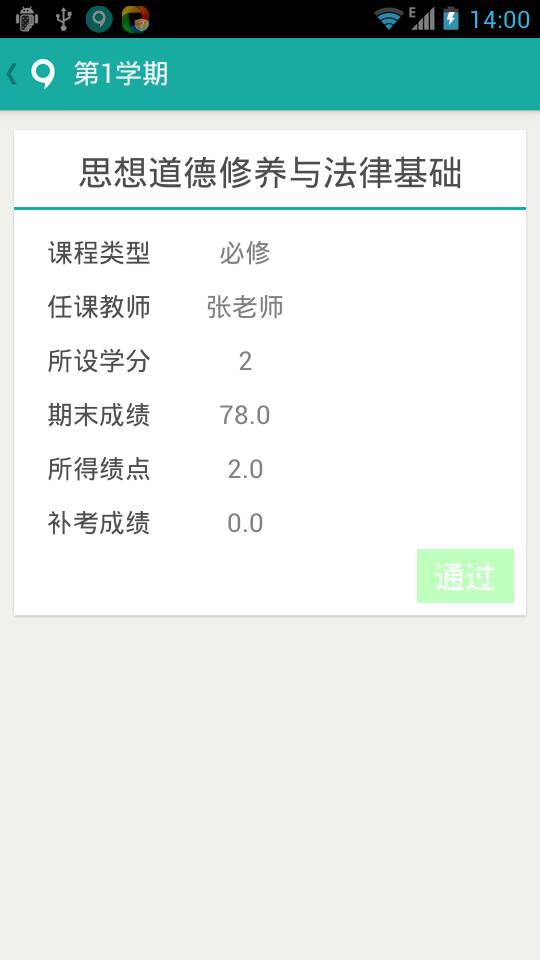 E 14:00
第1学期
思想道德修养与法律基础
课程类型 必修
任课教师 张老师
所设学分 2
期末成绩 78.0
所得绩点 2.0
补考成绩 0.0
通过